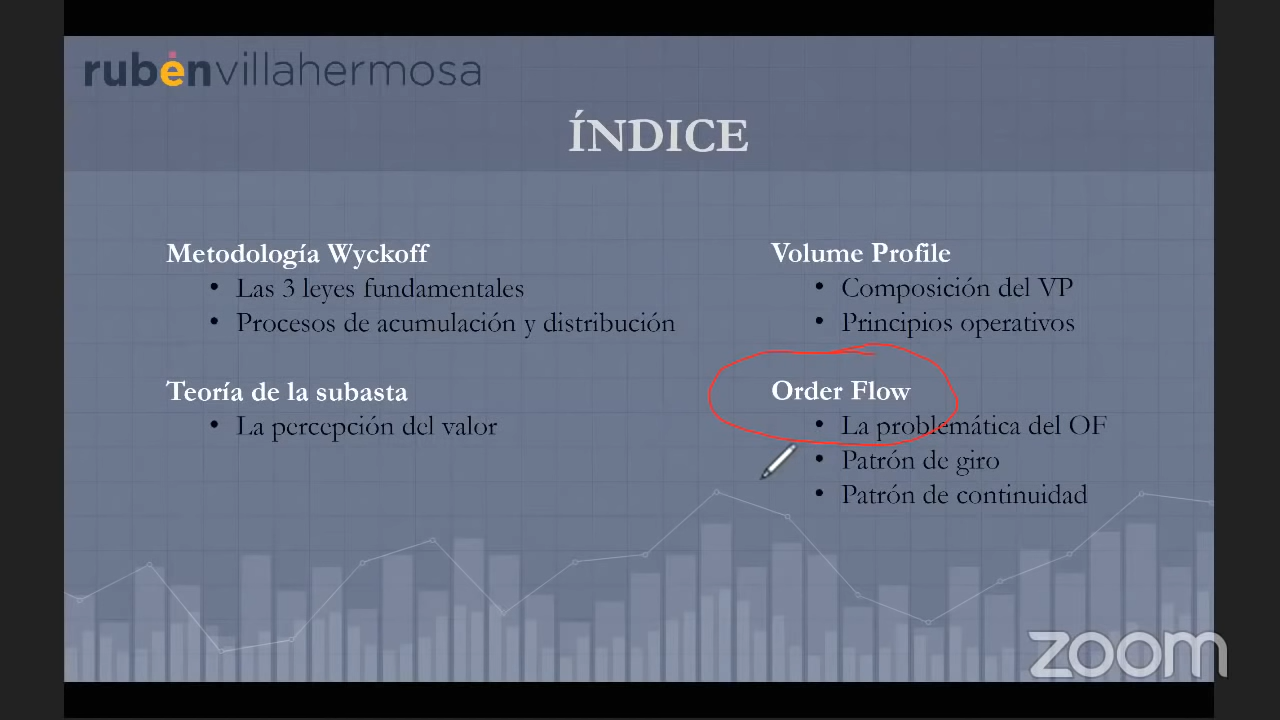 rubén villahermosa
ÍNDICE
Metodología Wyckoff
• Las 3 leyes fundamentales
• Procesos de acumulación y distribución
Teoría de la subasta
• La percepción del valor
Volume Profile
• Composición del VP
• Principios operativos
Order Flow
• La problemática del OF
• Patrón de giro
• Patrón de continuidad
zoom